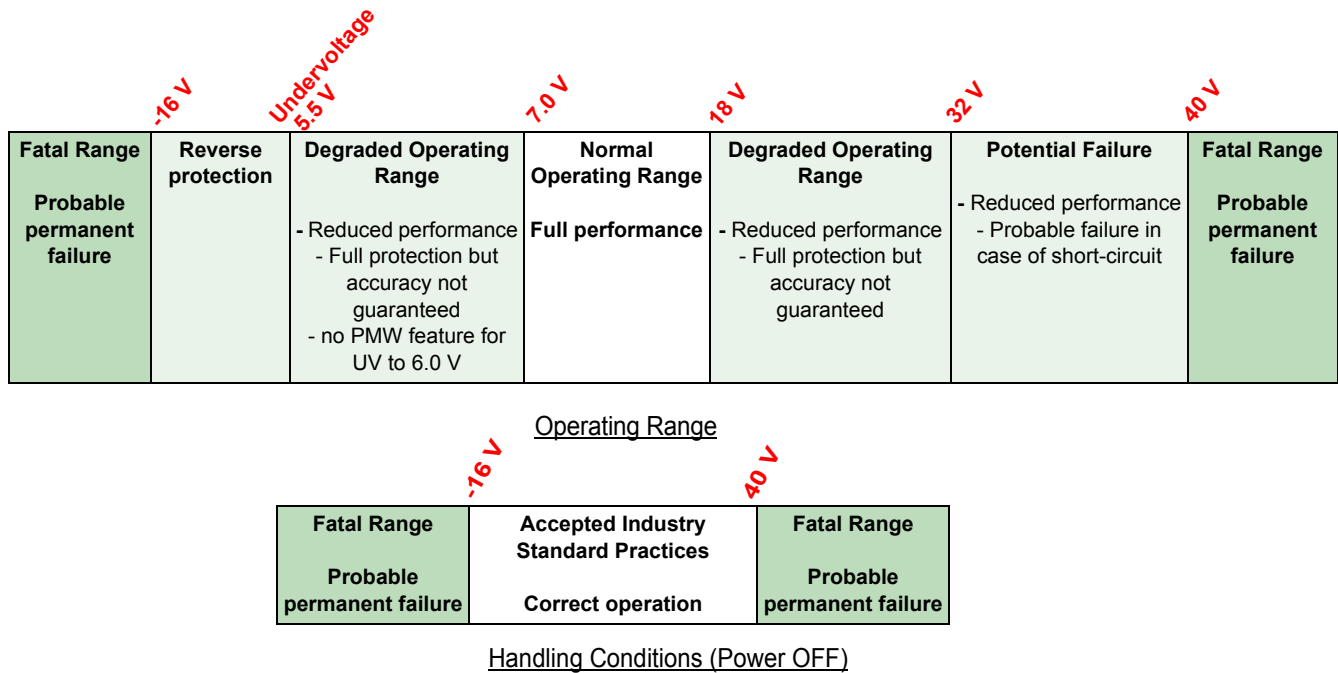 -16 V
Undervoltage
5.5 V
7.0 V
18 V
32 V
40 V
Fatal Range
Probable
permanent
failure
Reverse
protection
Degraded Operating
Range
- Reduced performance
- Full protection but
accuracy not
guaranteed
- no PMW feature for
UV to 6.0 V
Normal
Operating Range
Full performance
Degraded Operating
Range
- Reduced performance
- Full protection but
accuracy not
guaranteed
Potential Failure
- Reduced performance
- Probable failure in
case of short-circuit
Fatal Range
Probable
permanent
failure
Operating Range
-16 V
40 V
Fatal Range
Probable
permanent failure
Accepted Industry
Standard Practices
Correct operation
Fatal Range
Probable
permanent failure
Handling Conditions (Power OFF)